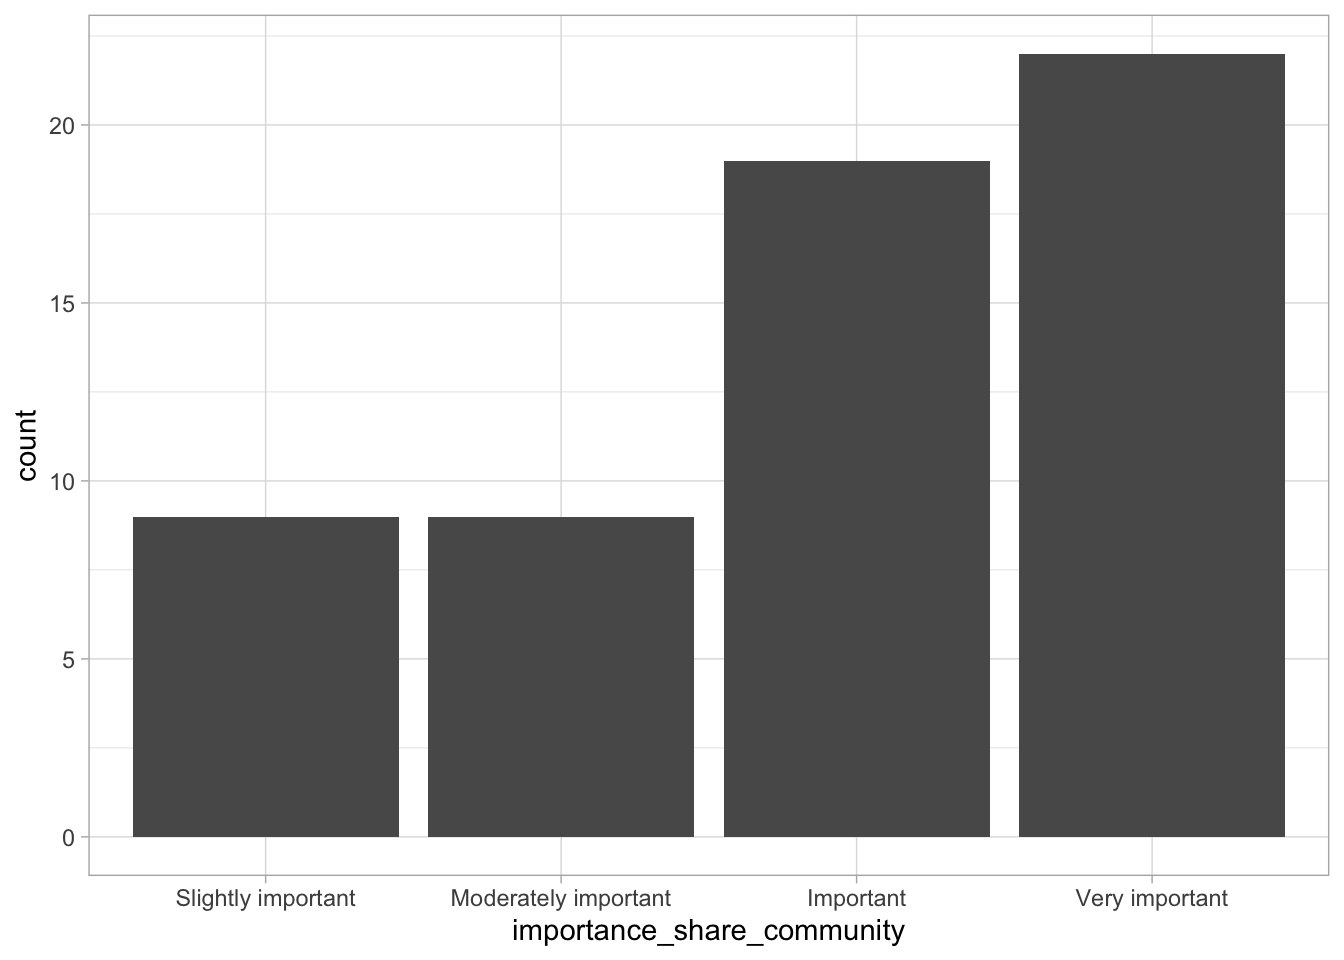 20
15
10
5
0
count
Slightly important
Moderately important
Important
Very important
importance_share_community